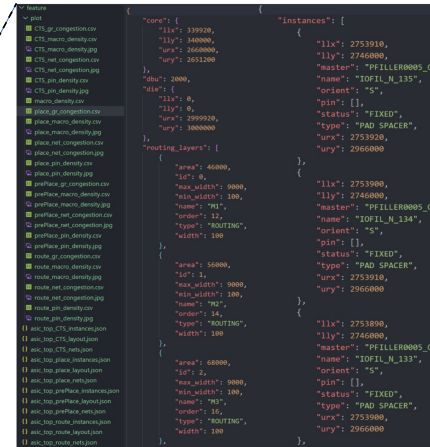 feature
plot
CTS_gr_congestion.csv
CTS_macro_density.csv
CTS_macro_density.jpg
CTS_net_congestion.csv
CTS_net_congestion.jpg
CTS_pin_density.csv
CTS_pin_density.jpg
macro_density.csv
place_gr_congestion.csv
place_macro_density.csv
place_macro_density.jpg
place_net_congestion.csv
place_net_congestion.jpg
place_pin_density.csv
place_pin_density.jpg
prePlace_gr_congestion.csv
prePlace_macro_density.csv
prePlace_macro_density.jpg
prePlace_net_congestion.csv
prePlace_net_congestion.jpg
prePlace_pin_density.csv
prePlace_pin_density.jpg
route_gr_congestion.csv
route_macro_density.csv
route_macro_density.jpg
route_net_congestion.csv
route_net_congestion.jpg
route_pin_density.csv
route_pin_density.jpg
{} asic_top_CTS_instances.json
{} asic_top_CTS_layout.json
{} asic_top_CTS_nets.json
{} asic_top_place_instances.json
{} asic_top_place_layout.json
{} asic_top_place_nets.json
{} asic_top_prePlace_instances.json
{} asic_top_prePlace_layout.json
{} asic_top_prePlace_nets.json
{} asic_top_route_instances.json
{} asic_top_route_layout.json
{} asic_top_route_nets.json
{
"core": {
"llx": 339920,
"lly": 340000,
"urx": 2660000,
"ury": 2651200
},
"dbu": 2000,
"die": {
"llx": 0,
"lly": 0,
"urx": 2999920,
"ury": 3000000
},
"routing_layers": [
{
"area": 46000,
"id": 0,
"max_width": 9000,
"min_width": 100,
"name": "M1",
"order": 12,
"type": "ROUTING",
"width": 100
},
{
"area": 56000,
"id": 1,
"max_width": 9000,
"min_width": 100,
"name": "M2",
"order": 14,
"type": "ROUTING",
"width": 100
},
{
"area": 68000,
"id": 2,
"max_width": 9000,
"min_width": 100,
"name": "M3",
"order": 16,
"type": "ROUTING",
"width": 100
},
{
"instances": [
{
"llx": 2753910,
"lly": 2746000,
"master": "PFILLER0005_G
"name": "IOFIL_N_135",
"orient": "S",
"pin": [],
"status": "FIXED",
"type": "PAD SPACER",
"urx": 2753920,
"ury": 2966000
},
{
"llx": 2753900,
"lly": 2746000,
"master": "PFILLER0005_G
"name": "IOFIL_N_134",
"orient": "S",
"pin": [],
"status": "FIXED",
"type": "PAD SPACER",
"urx": 2753910,
"ury": 2966000
},
{
"llx": 2753890,
"lly": 2746000,
"master": "PFILLER0005_G
"name": "IOFIL_N_133",
"orient": "S",
"pin": [],
"status": "FIXED",
"type": "PAD SPACER",
"urx": 2753900,
"ury": 2966000
},